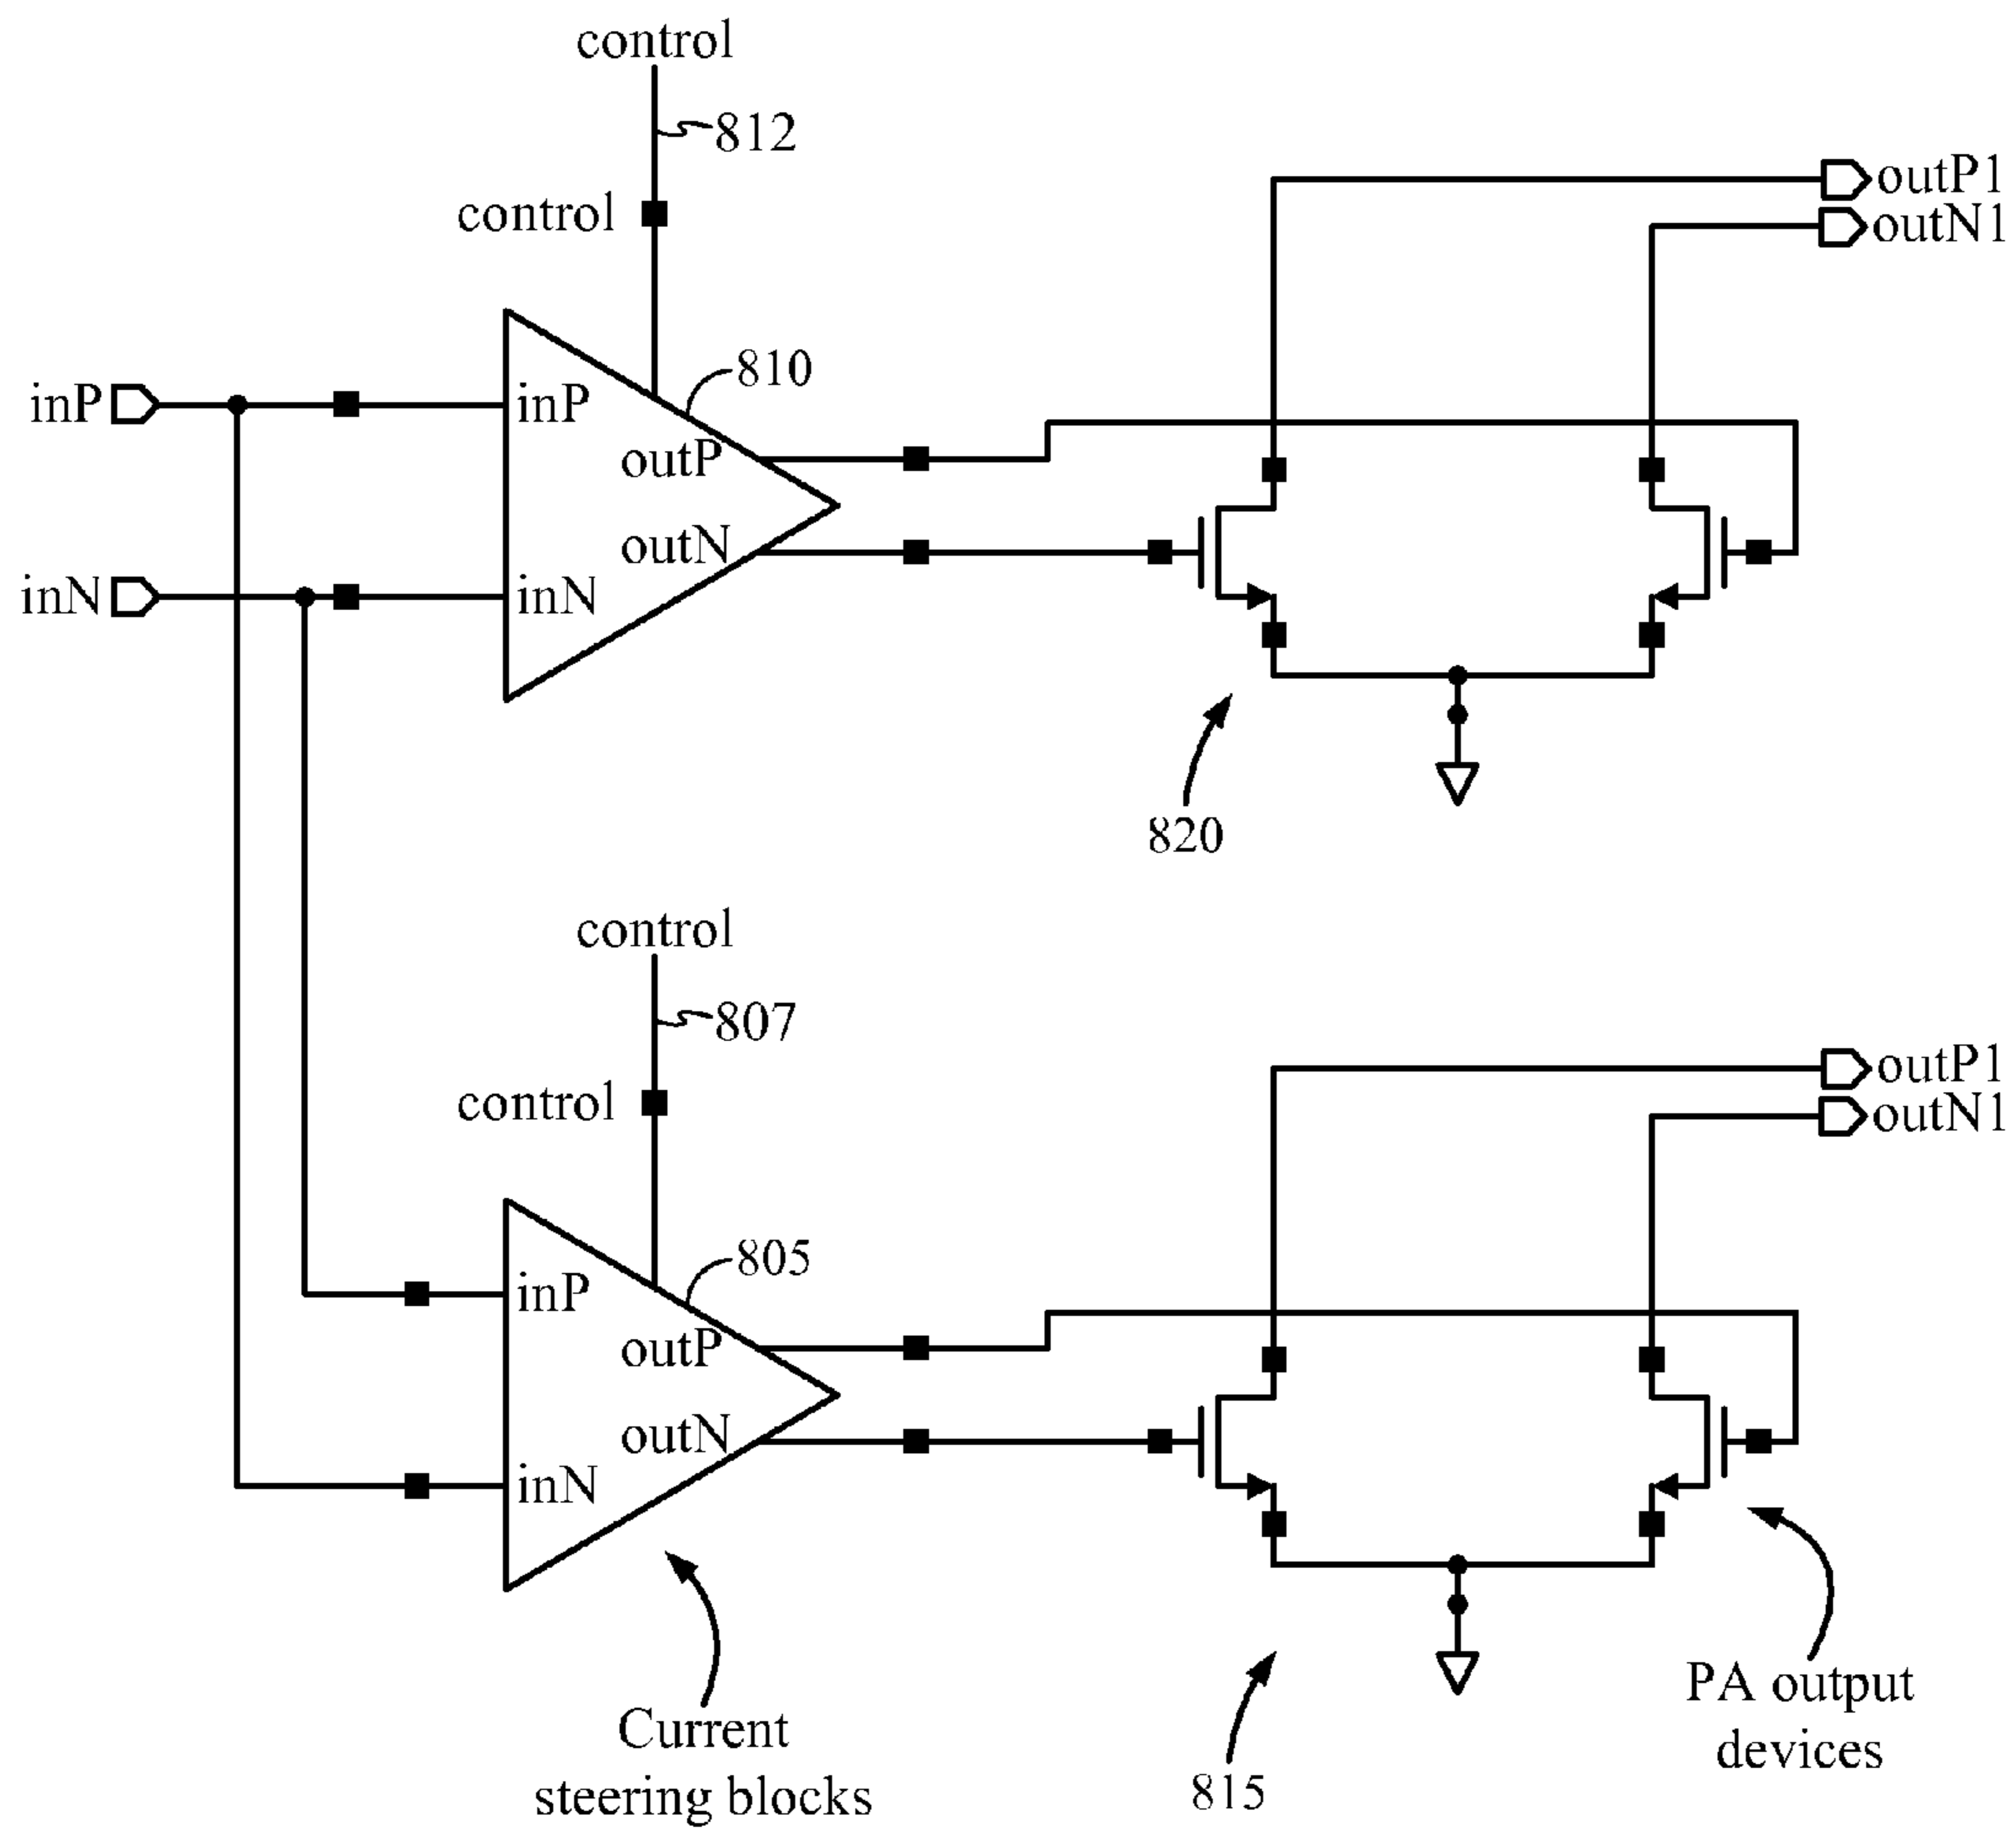 control
812
control
outP1
outN1
810
inP
inP
outP
outN
inN
inN
820
control
807
control
outP1
outN1
805
inP
outP
outN
inN
PA output
devices
Current
steering blocks
815